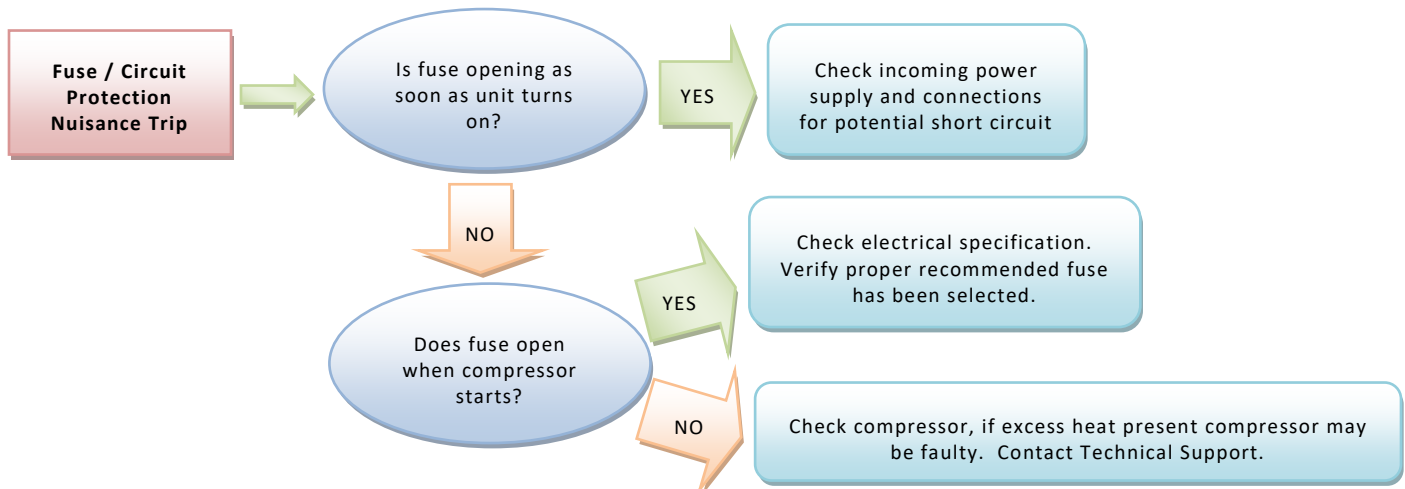 Fuse / Circuit
Protection
Nuisance Trip
Is fuse opening as
soon as unit turns
on?
YES
Check incoming power
supply and connections
for potential short circuit
NO
Does fuse open
when compressor
starts?
YES
Check electrical specification.
Verify proper recommended fuse
has been selected.
NO
Check compressor, if excess heat present compressor may
be faulty.  Contact Technical Support.